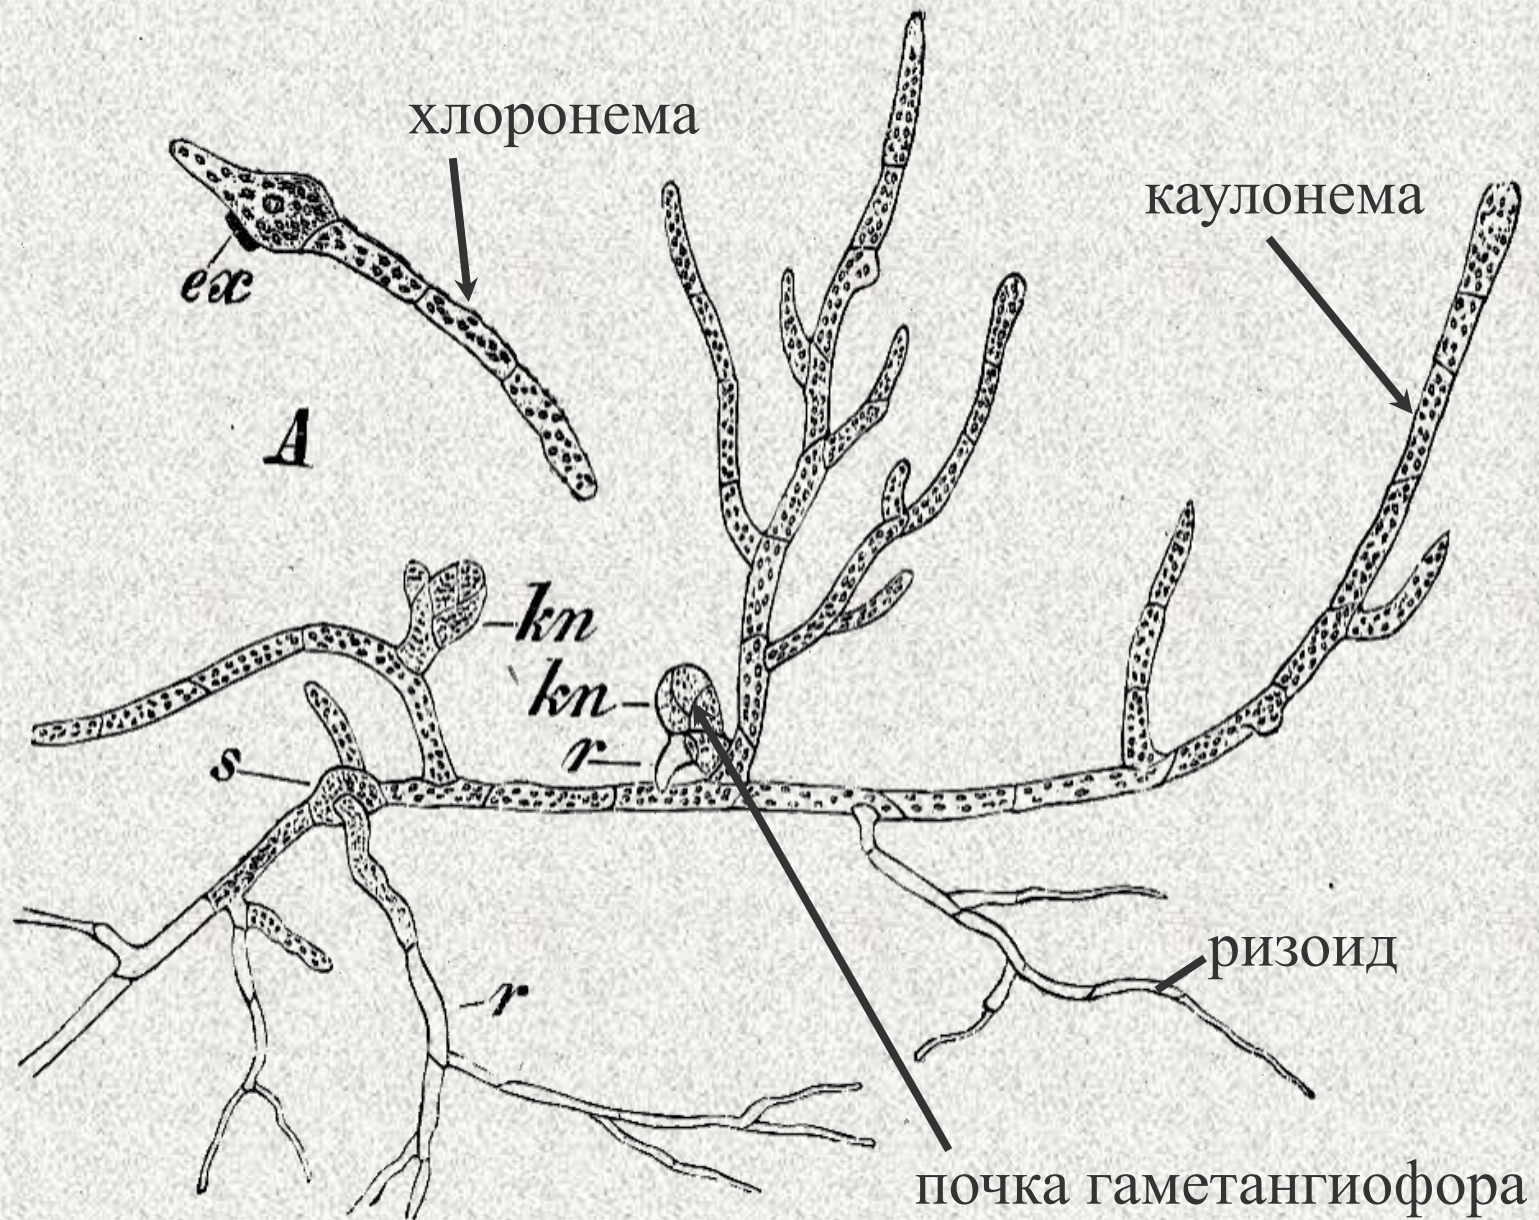 хлоронема
каулонема
ex
A
kn
kn
r
s
ризоид
r
почка гаметангиофора